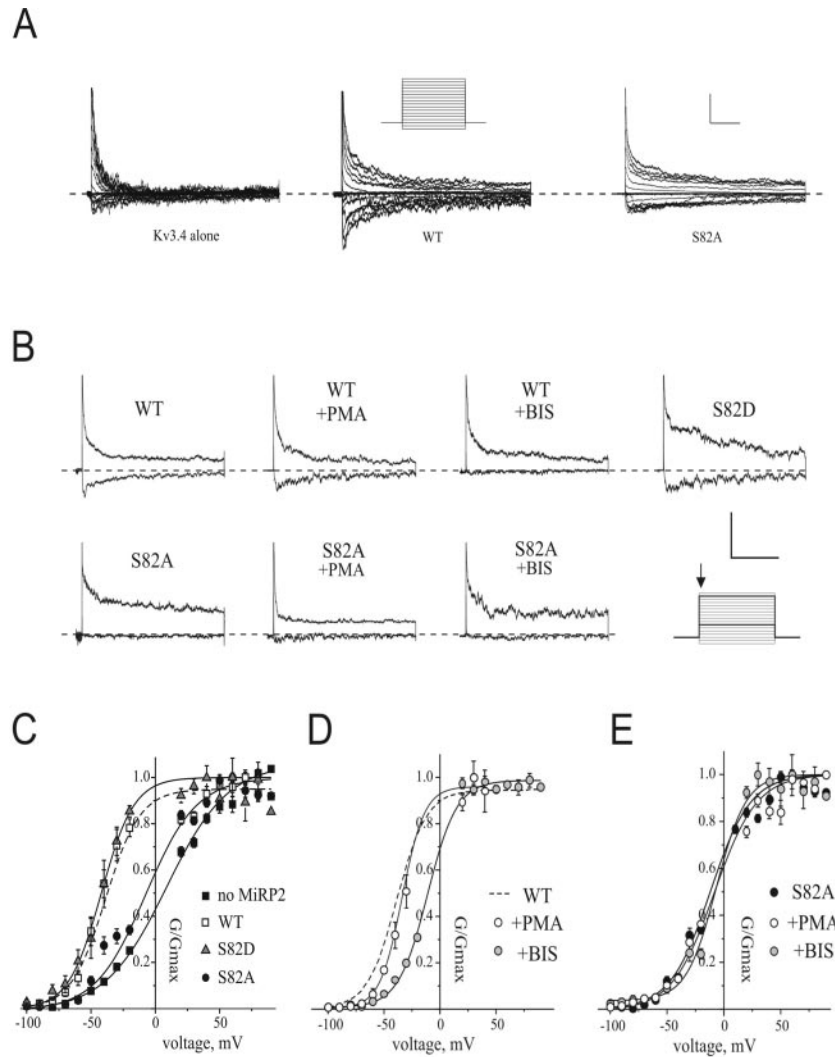 A
Kv3.4 alone
WT
S82A
B
WT
WT
+PMA
WT
+BIS
S82D
S82A
S82A
+PMA
S82A
+BIS
C
1.0
0.8
0.6
0.4
0.2
G/Gmax
no MiRP2
WT
S82D
S82A
-100
-50
0
50
voltage, mV
D
1.0
0.8
0.6
0.4
0.2
G/Gmax
WT
+PMA
+BIS
-100
-50
0
50
voltage, mV
E
1.0
0.8
0.6
0.4
0.2
G/Gmax
S82A
+PMA
+BIS
-100
-50
0
50
voltage, mV